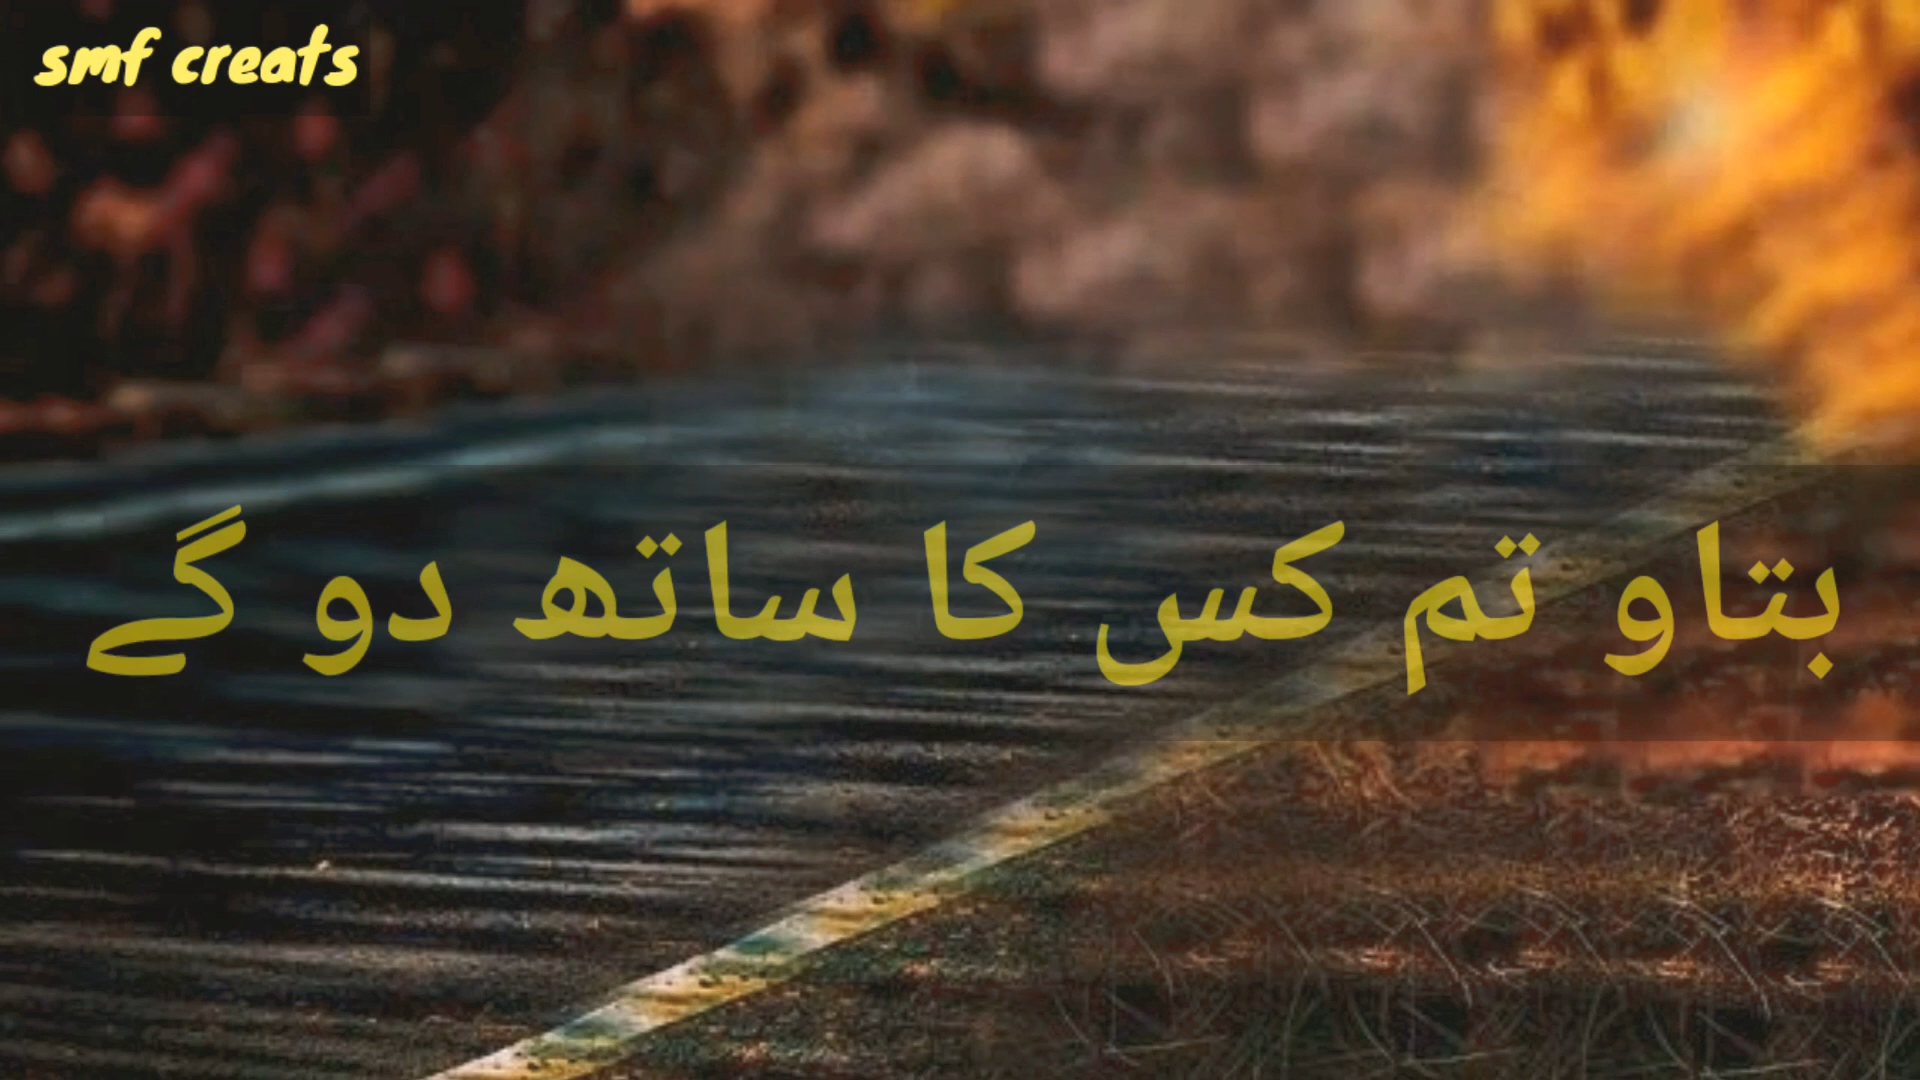 smf creats
بتاو تم کس کا ساتھ دو گے